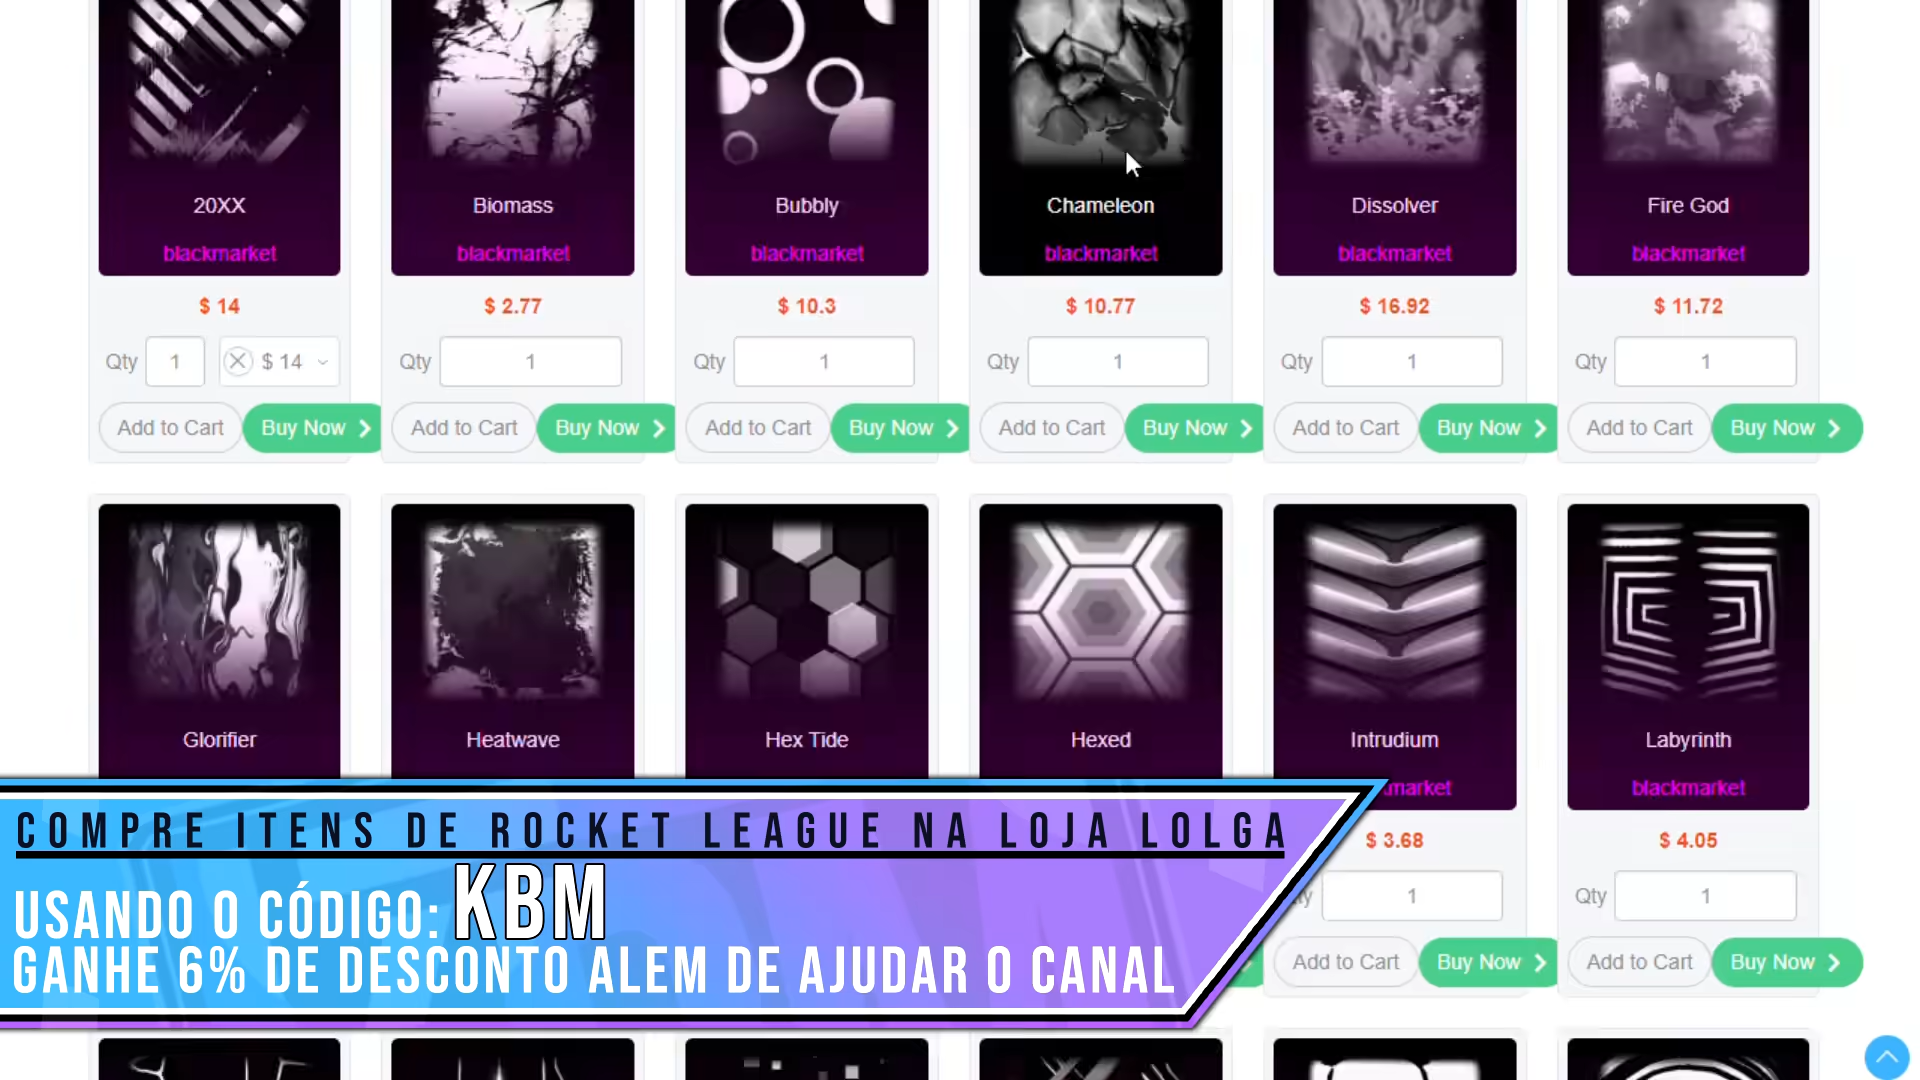 20XX Biomass Bubbly Chameleon Dissolver Fire God
blackmarket blackmarket blackmarket blackmarket blackmarket blackmarket
$ 14 $ 2.77 $ 10.3 $ 10.77 $ 16.92 $ 11.72
Qty 1 $ 14 Qty 1 Qty 1 Qty 1 Qty 1 Qty 1
Add to Cart Buy Now Add to Cart Buy Now Add to Cart Buy Now Add to Cart Buy Now Add to Cart Buy Now Add to Cart Buy Now
Glorifier Heatwave Hex Tide Hexed Intrudium Labyrinth
blackmarket
$ 3.68 $ 4.05
1 Qty 1
Add to Cart Buy Now Add to Cart Buy Now
COMPRE ITENS DE ROCKET LEAGUE NA LOJA LOLGA
USANDO O CÓDIGO: KBM
GANHE 6% DE DESCONTO ALEM DE AJUDAR O CANAL